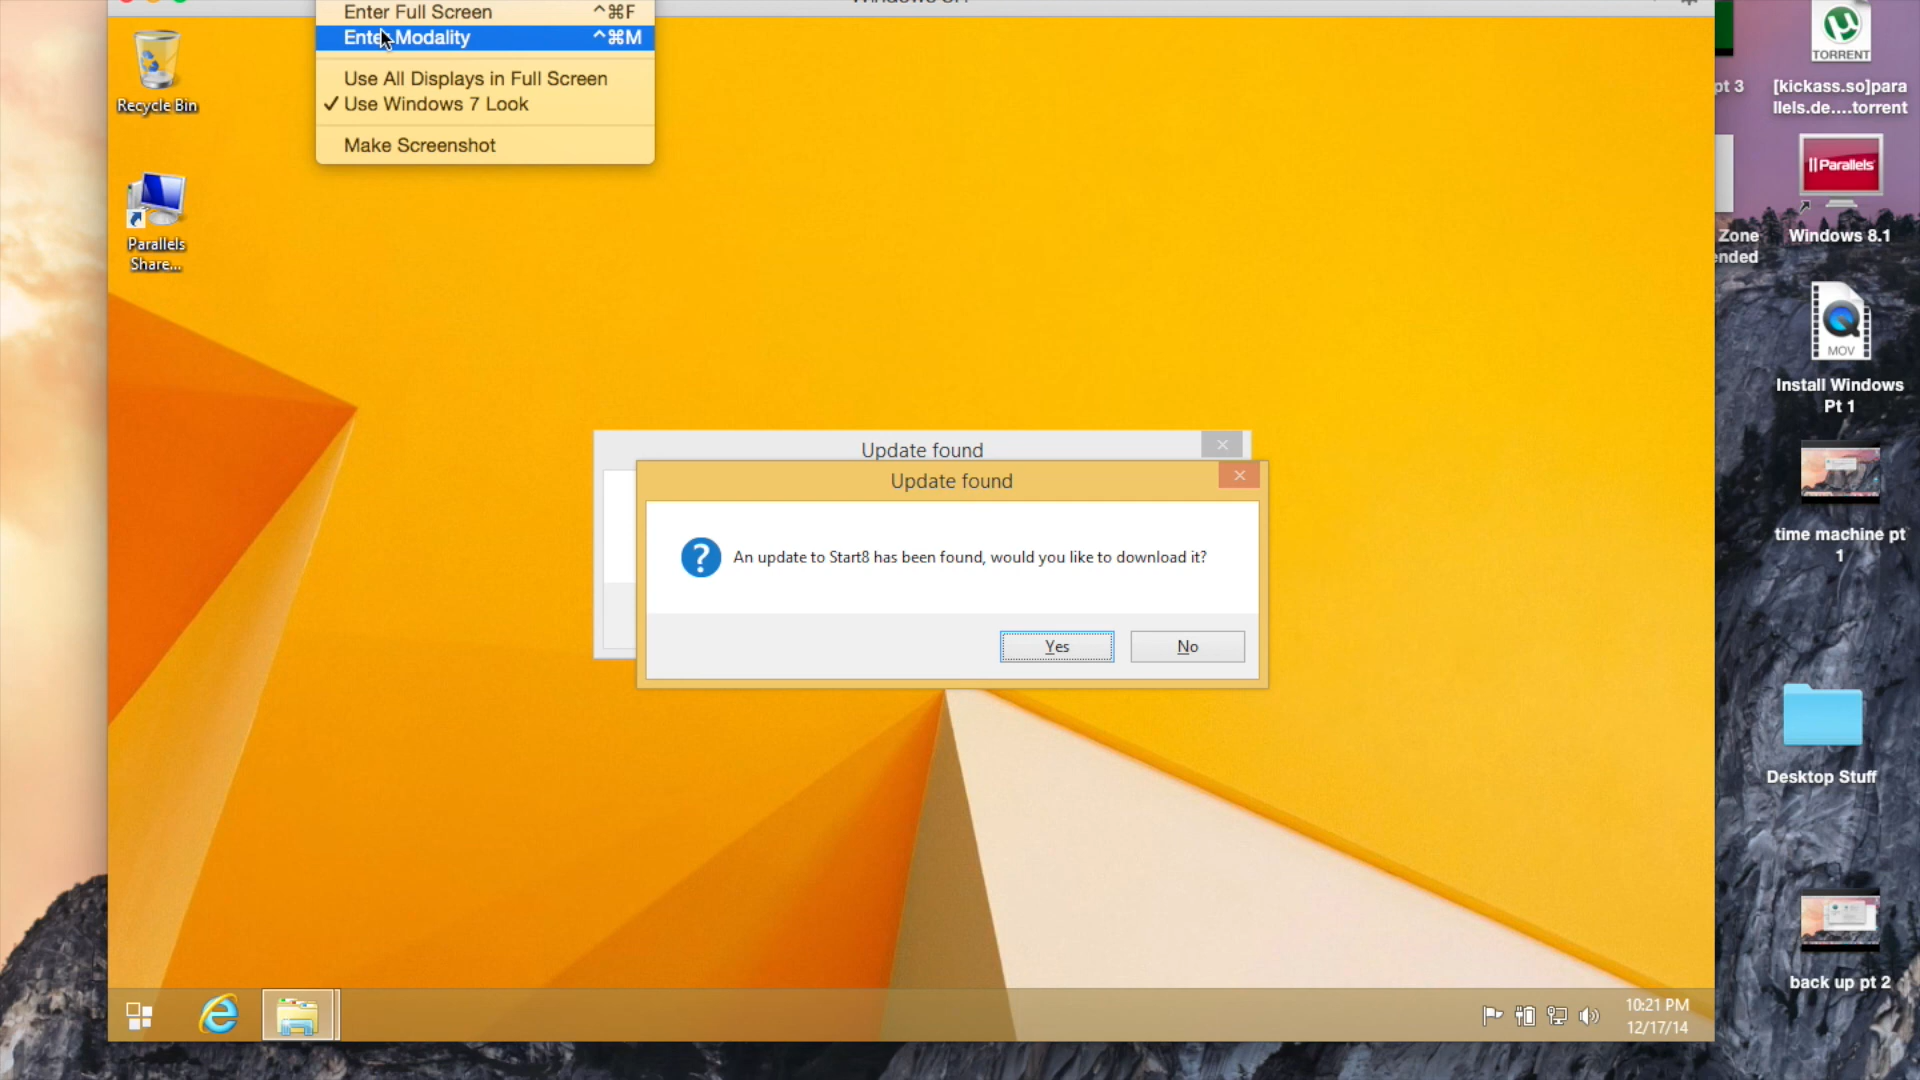 Enter Full Screen ^⌘F
Enter Modality ^⌘M
Use All Displays in Full Screen
✓ Use Windows 7 Look
Make Screenshot
Recycle Bin
Parallels
Share...
Update found
Update found
An update to Start8 has been found, would you like to download it?
Yes
No
10:21 PM
12/17/14
pt 3
TORRENT
[kickass.so]para
llels.de....torrent
Parallels
Zone
Windows 8.1
MOV
Install Windows
Pt 1
time machine pt
1
Desktop Stuff
back up pt 2